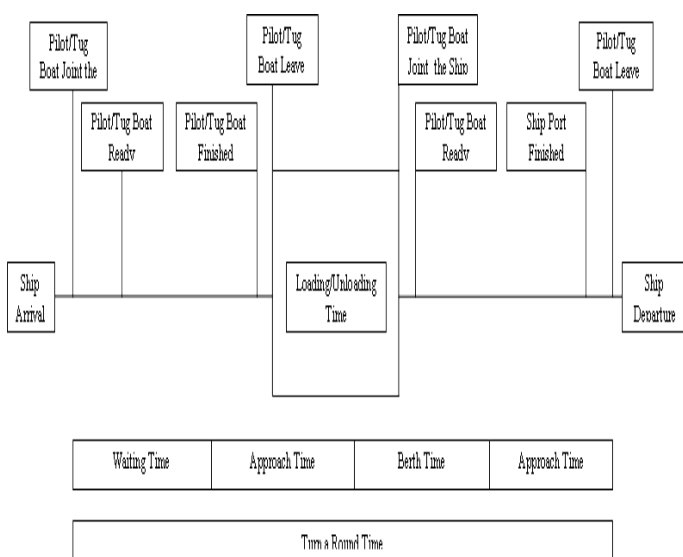 Pilot/Tug
Boat Joint the
Pilot/Tug
Boat Leave
Pilot/Tug Boat
Joint the Ship
Pilot/Tug
Boat Leave
Pilot/Tug Boat
Ready
Pilot/Tug Boat
Finished
Pilot/Tug Boat
Ready
Ship Port
Finished
Ship
Arrival
Loading/Unloading
Time
Ship
Departure
Waiting Time
Approach Time
Berth Time
Approach Time
Turn a Round Time